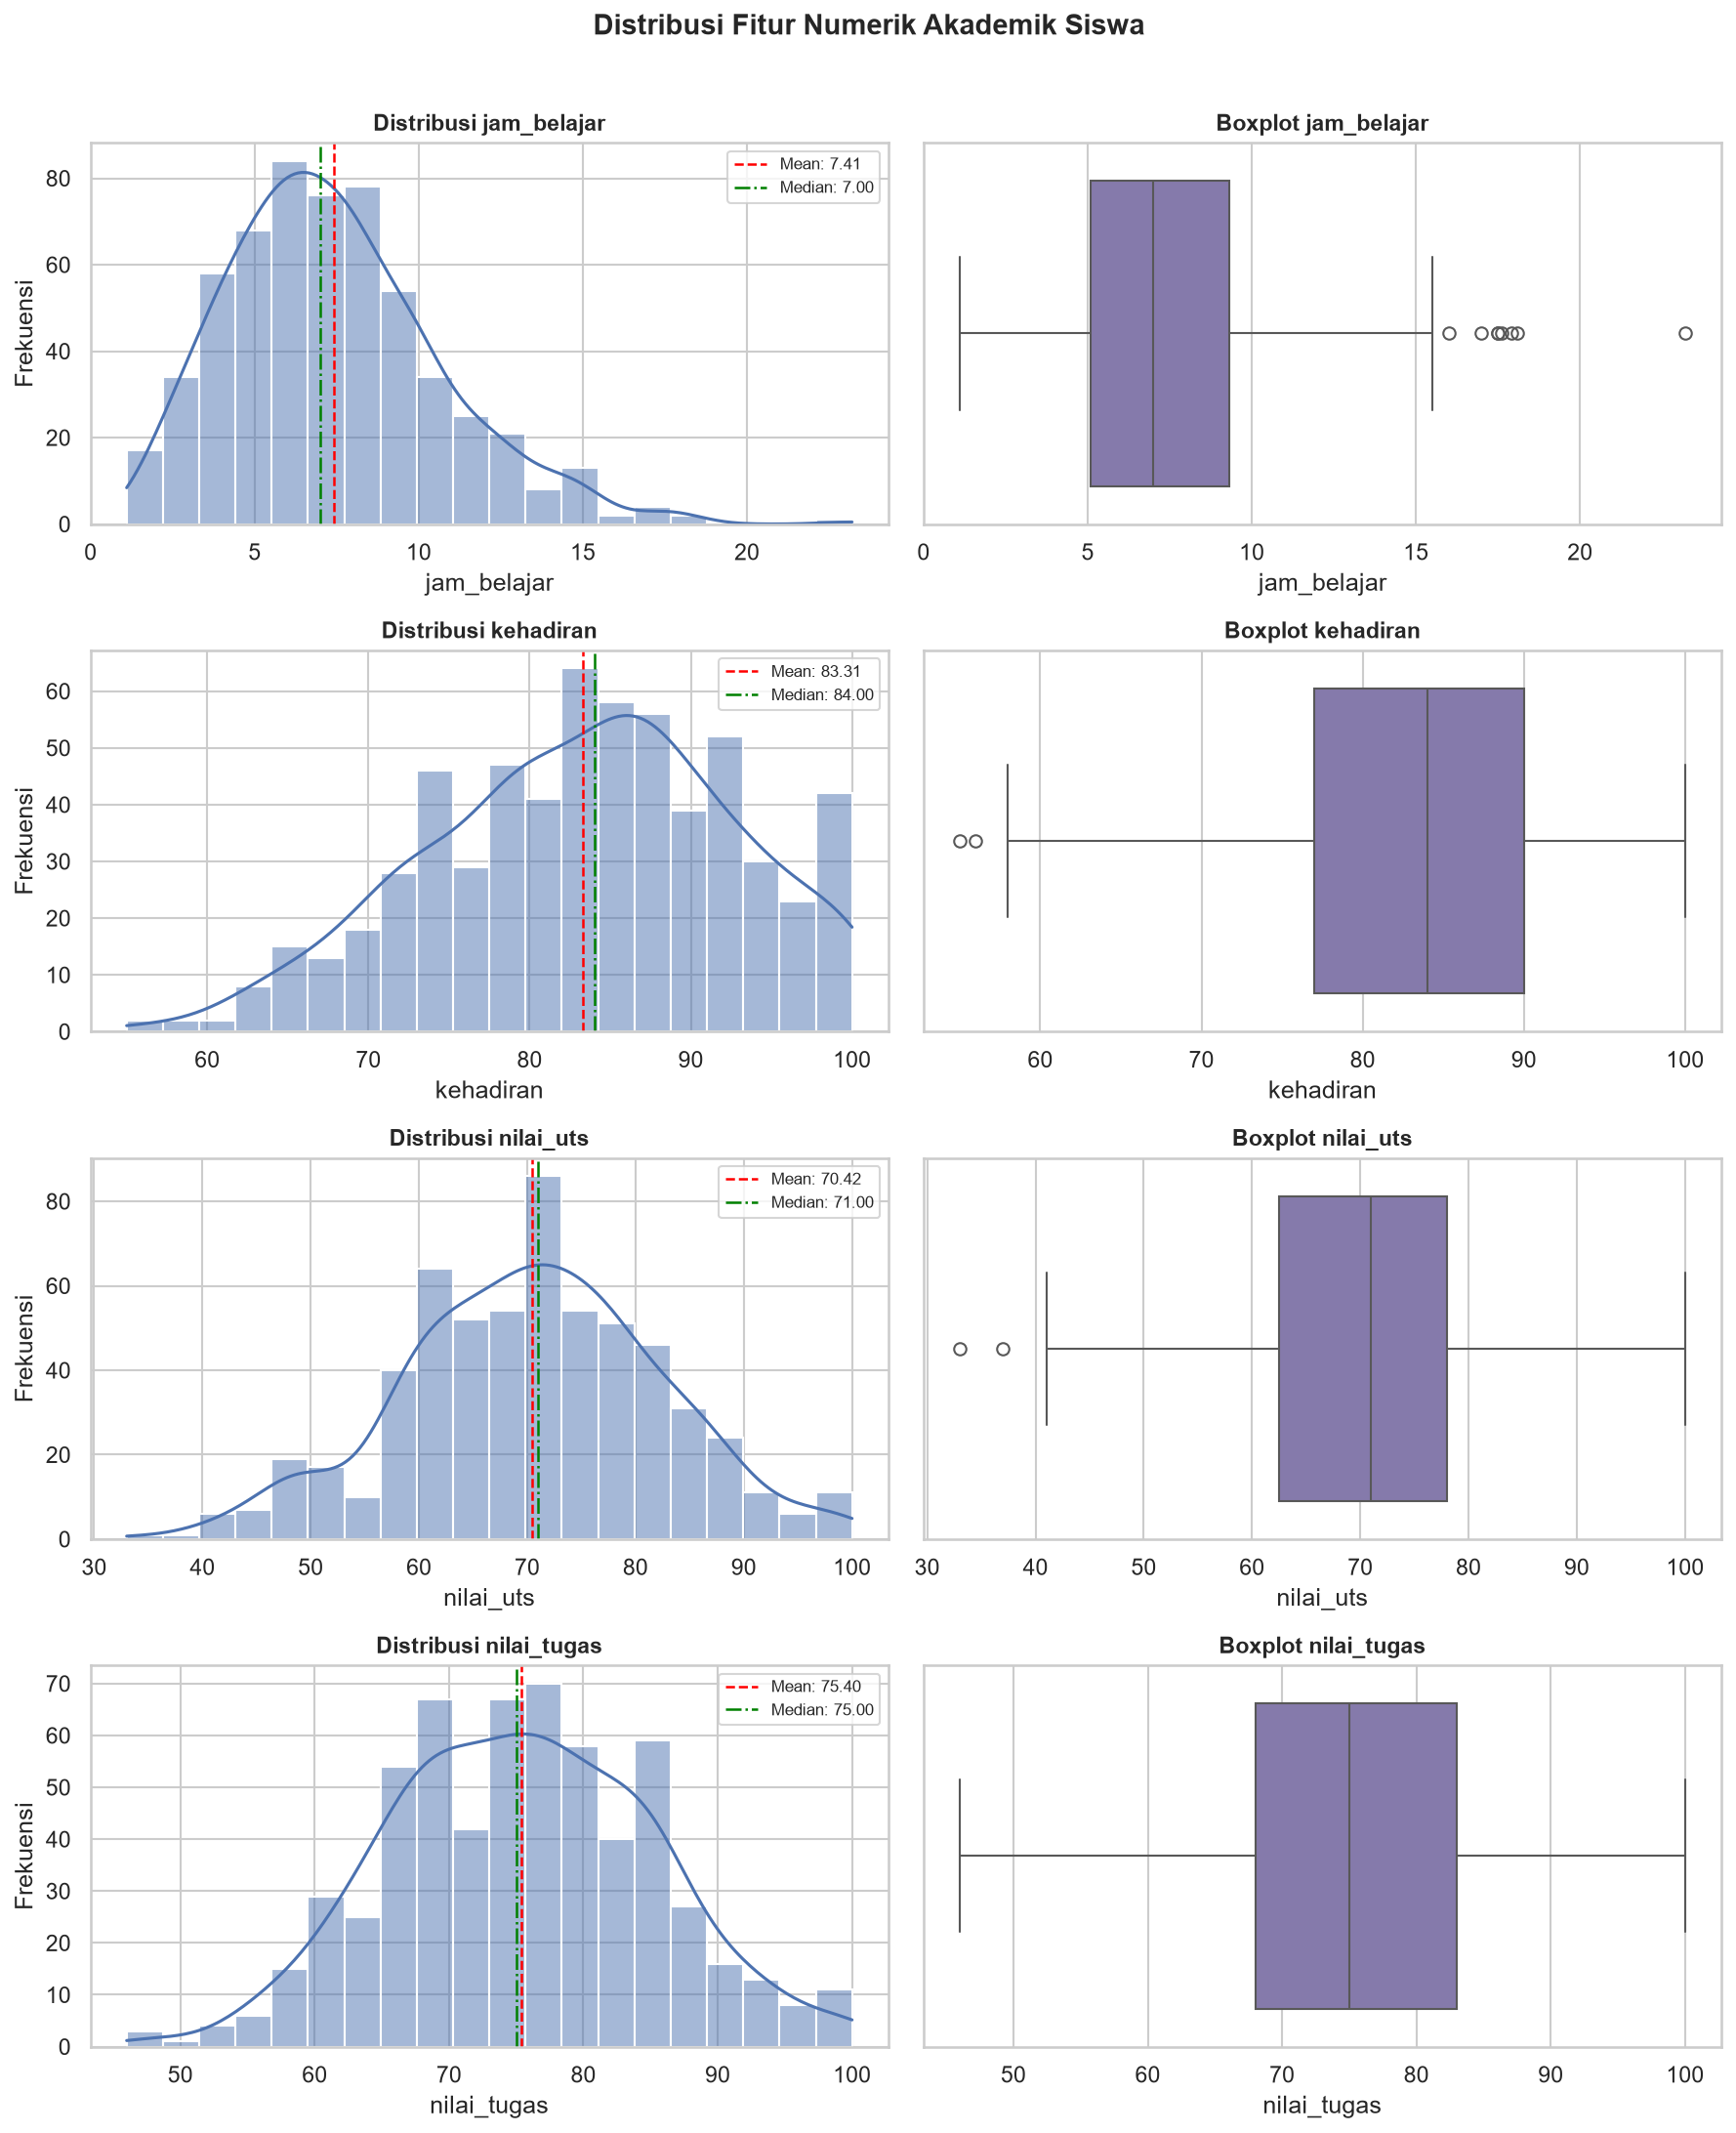 Distribusi Fitur Numerik Akademik Siswa
Distribusi jam_belajar
Mean: 7.41
Median: 7.00
Frekuensi
80
60
40
20
0
0 5 10 15 20
jam_belajar
Boxplot jam_belajar
0 5 10 15 20
jam_belajar
Distribusi kehadiran
Mean: 83.31
Median: 84.00
Frekuensi
60
50
40
30
20
10
0
60 70 80 90 100
kehadiran
Boxplot kehadiran
60 70 80 90 100
kehadiran
Distribusi nilai_uts
Mean: 70.42
Median: 71.00
Frekuensi
80
60
40
20
0
30 40 50 60 70 80 90 100
nilai_uts
Boxplot nilai_uts
30 40 50 60 70 80 90 100
nilai_uts
Distribusi nilai_tugas
Mean: 75.40
Median: 75.00
Frekuensi
70
60
50
40
30
20
10
0
50 60 70 80 90 100
nilai_tugas
Boxplot nilai_tugas
50 60 70 80 90 100
nilai_tugas